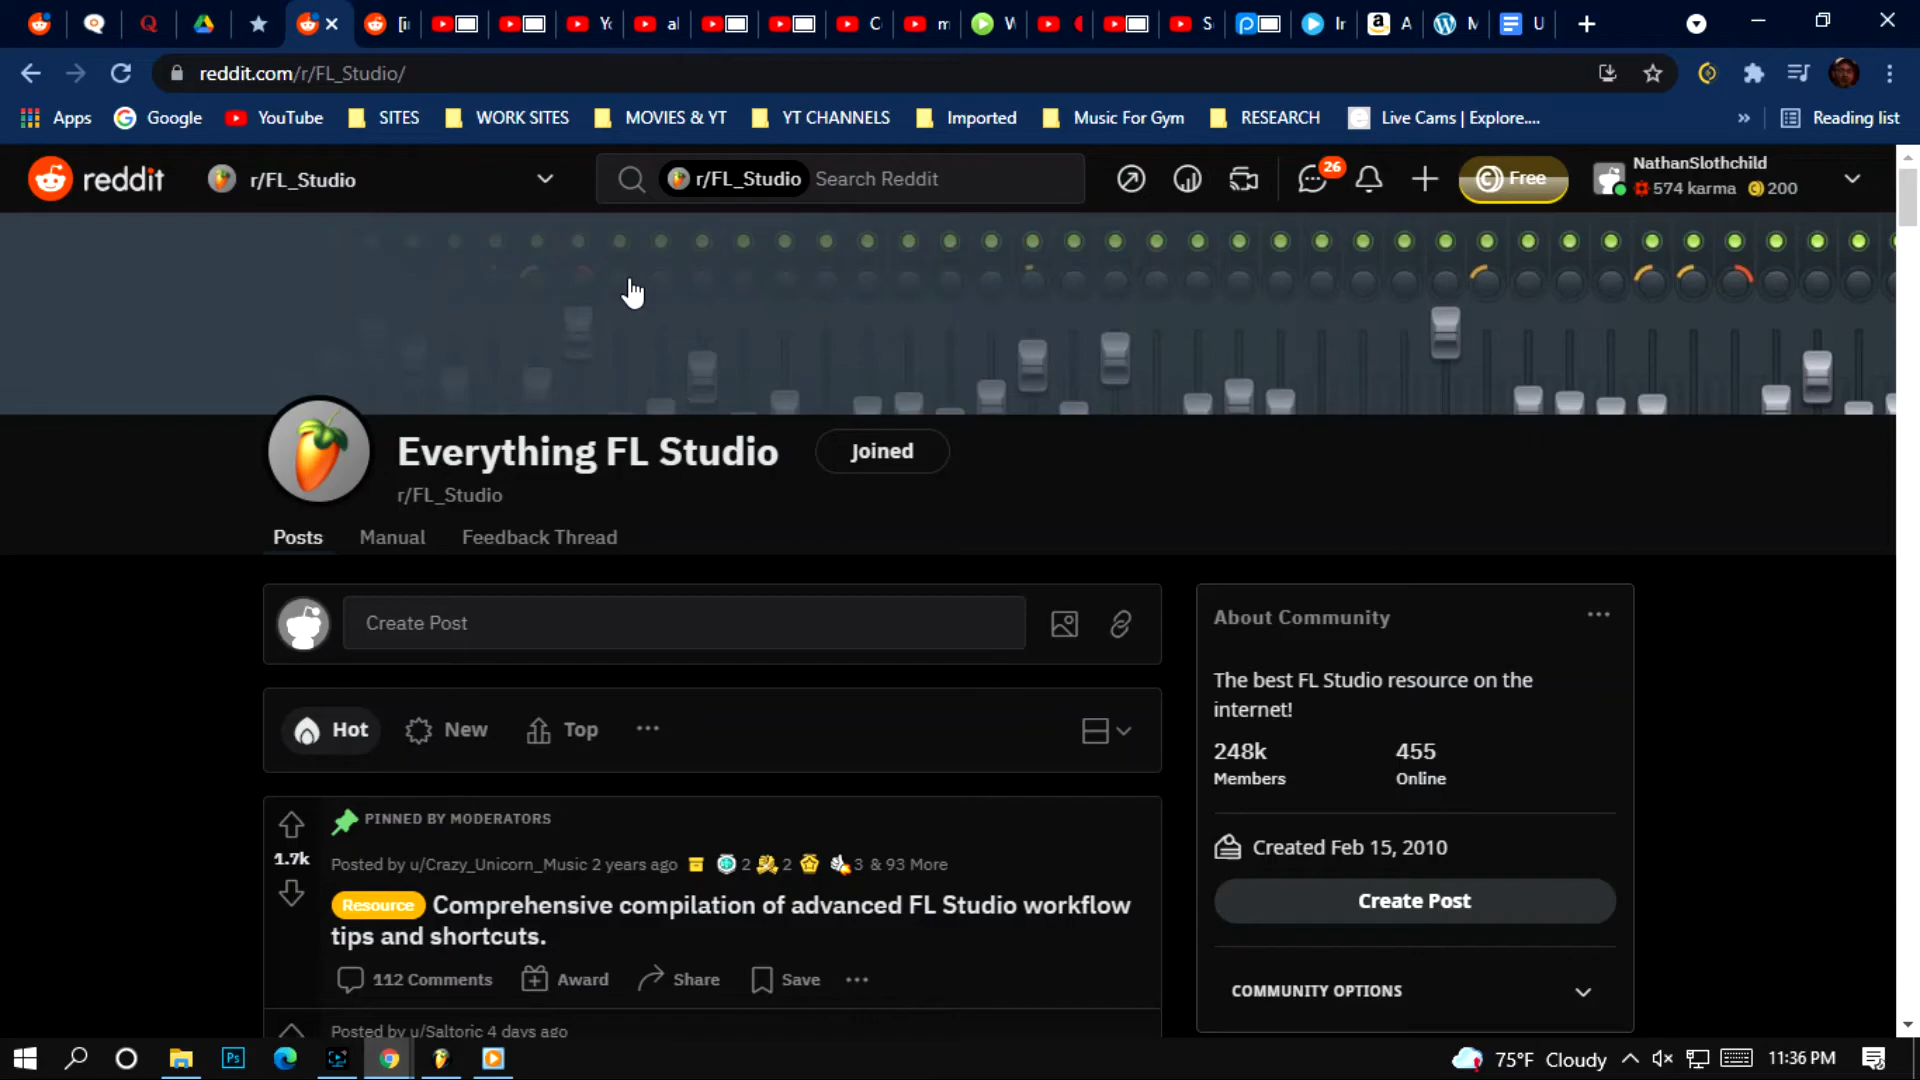 Yc
al
C
m
W
S
Ir
A
M
U
reddit.com/r/FL_Studio/
Apps
Google
YouTube
SITES
WORK SITES
MOVIES & YT
YT CHANNELS
Imported
Music For Gym
RESEARCH
Live Cams | Explore....
»
Reading list
reddit
r/FL_Studio
r/FL_Studio
Search Reddit
26
Free
NathanSlothchild
574 karma
200
Everything FL Studio
Joined
r/FL_Studio
Posts
Manual
Feedback Thread
Create Post
Hot
New
Top
PINNED BY MODERATORS
1.7k
Posted by u/Crazy_Unicorn_Music 2 years ago
2
2
3
& 93 More
Resource
Comprehensive compilation of advanced FL Studio workflow
tips and shortcuts.
112 Comments
Award
Share
Save
Posted by u/Saltoric 4 days ago
About Community
The best FL Studio resource on the
internet!
248k
455
Members
Online
Created Feb 15, 2010
Create Post
COMMUNITY OPTIONS
Ps
75°F Cloudy
11:36 PM